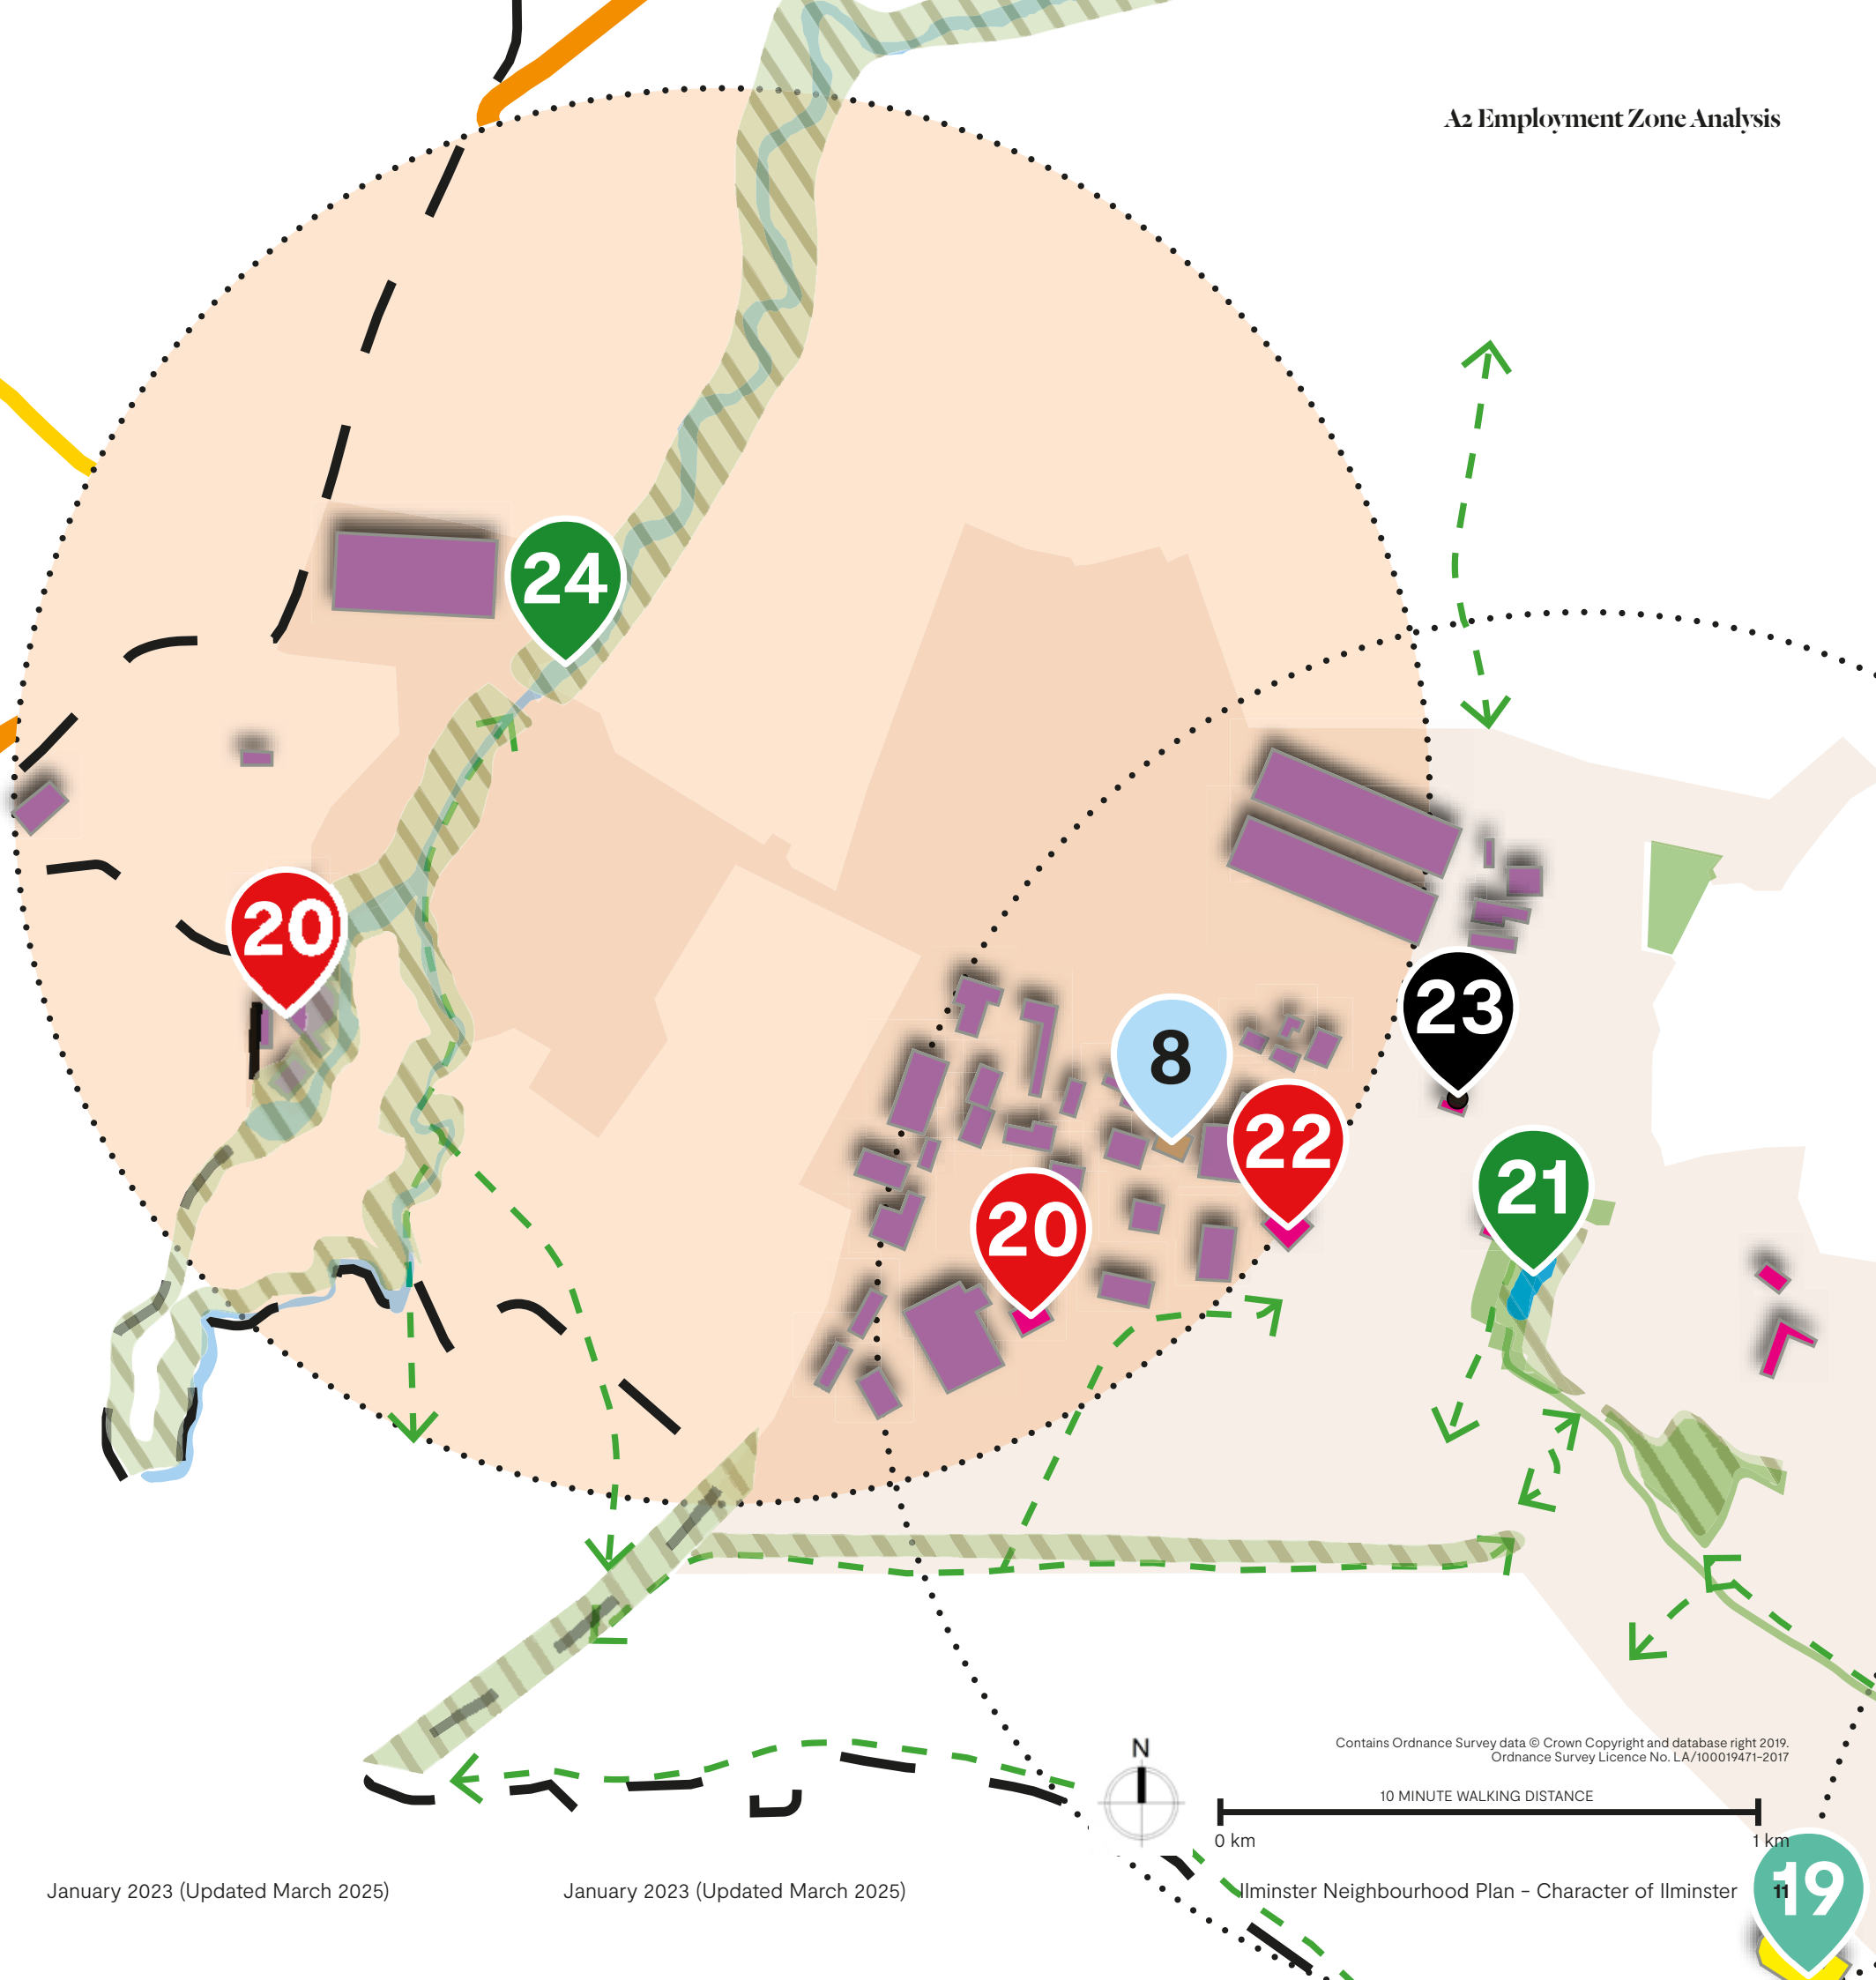 A2 Employment Zone Analysis
24
20
8
23
22
21
20
N
Contains Ordnance Survey data © Crown Copyright and database right 2019.
Ordnance Survey Licence No. LA/100019471-2017
10 MINUTE WALKING DISTANCE
0 km
1 km
January 2023 (Updated March 2025)
January 2023 (Updated March 2025)
Ilminster Neighbourhood Plan - Character of Ilminster
11
19